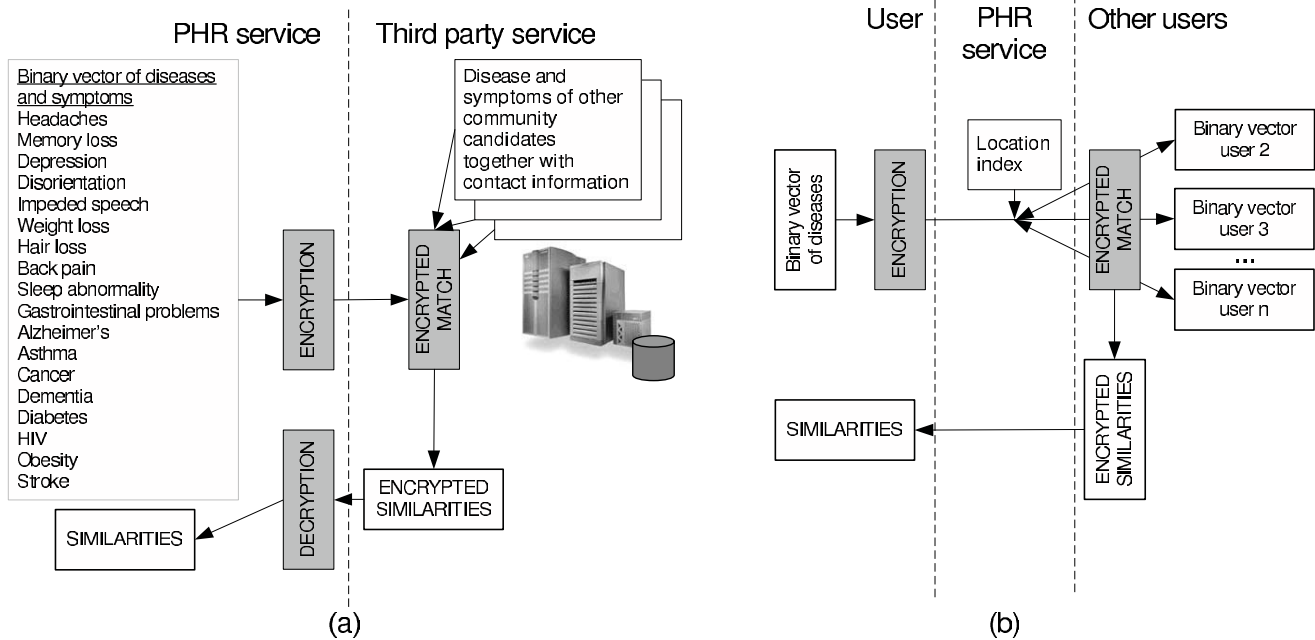 PHR service
Third party service
Binary vector of diseases
and symptoms
Headaches
Memory loss
Depression
Disorientation
Impeded speech
Weight loss
Hair loss
Back pain
Sleep abnormality
Gastrointestinal problems
Alzheimer's
Asthma
Cancer
Dementia
Diabetes
HIV
Obesity
Stroke
ENCRYPTION
Disease and
symptoms of other
community
candidates
together with
contact information
ENCRYPTED
MATCH
ENCRYPTED
SIMILARITIES
DECRYPTION
SIMILARITIES
(a)
User
PHR
service
Other users
Binary vector
of diseases
ENCRYPTION
Location
index
ENCRYPTED
MATCH
Binary vector
user 2
Binary vector
user 3
...
Binary vector
user n
ENCRYPTED
SIMILARITIES
SIMILARITIES
(b)